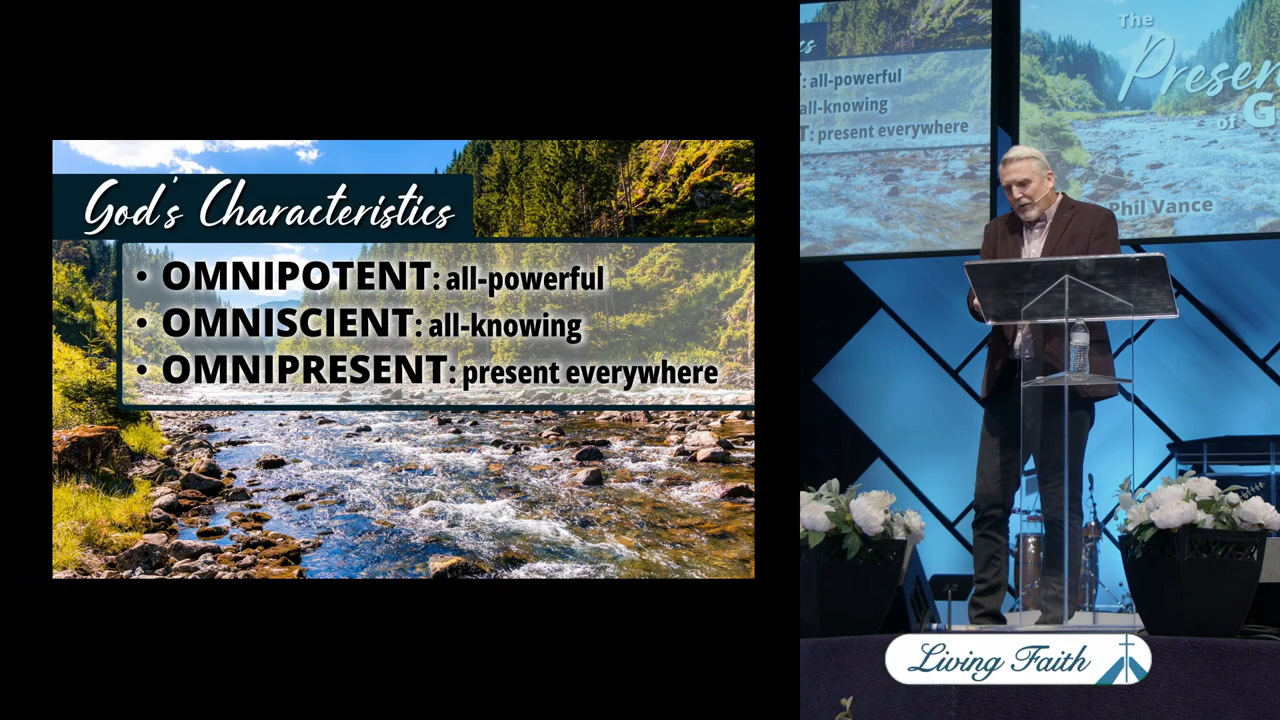 God's Characteristics
• OMNIPOTENT: all-powerful
• OMNISCIENT: all-knowing
• OMNIPRESENT: present everywhere
: all-powerful
all-knowing
T: present everywhere
The
Presen
of G
Phil Vance
Living Faith